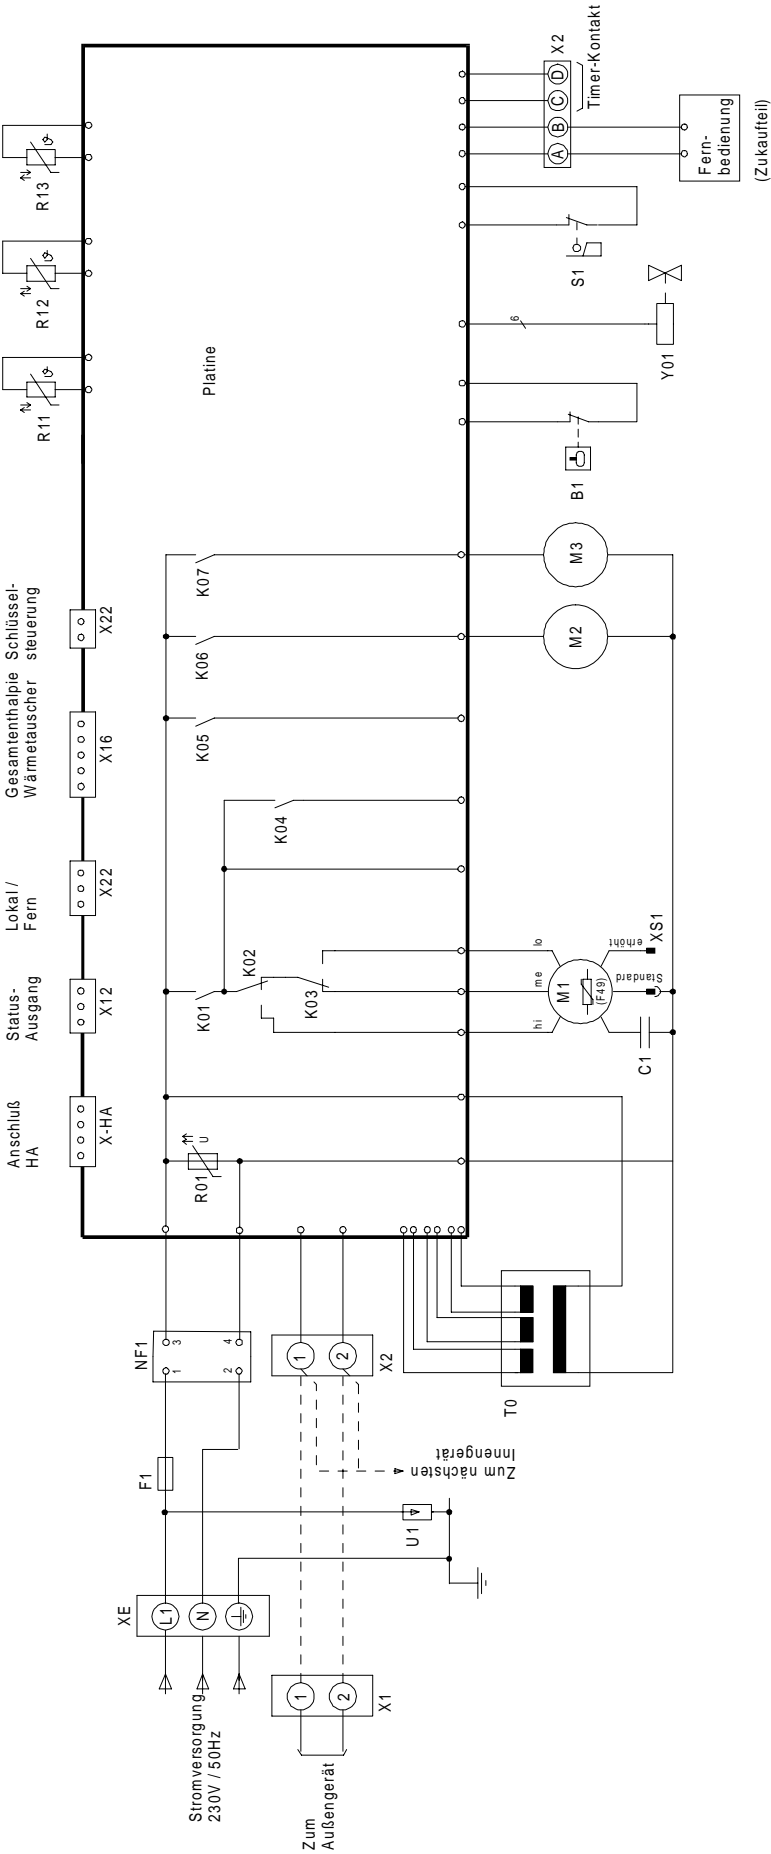 Anschluß
HA
X-HA
Status-
Ausgang
X12
Lokal /
Fern
X22
Gesamtenthalpie
Wärmetauscher
X16
Schlüssel-
steuerung
X22
R11
R12
R13
Platine
XE
L1
N
Stromversorgung
230V / 50Hz
F1
NF1
1
3
2
4
U1
R01
U
K01
K02
K03
K04
K05
K06
K07
X1
1
2
Zum
Außengerät
X2
1
2
Zum nächsten
Innengerät
T0
hi
me
lo
M1
(F49)
C1
Standard
erhöht
XS1
M2
M3
B1
6
Y01
S1
A
B
C
D
X2
Timer-Kontakt
Fern-
bedienung
(Zukaufteil)